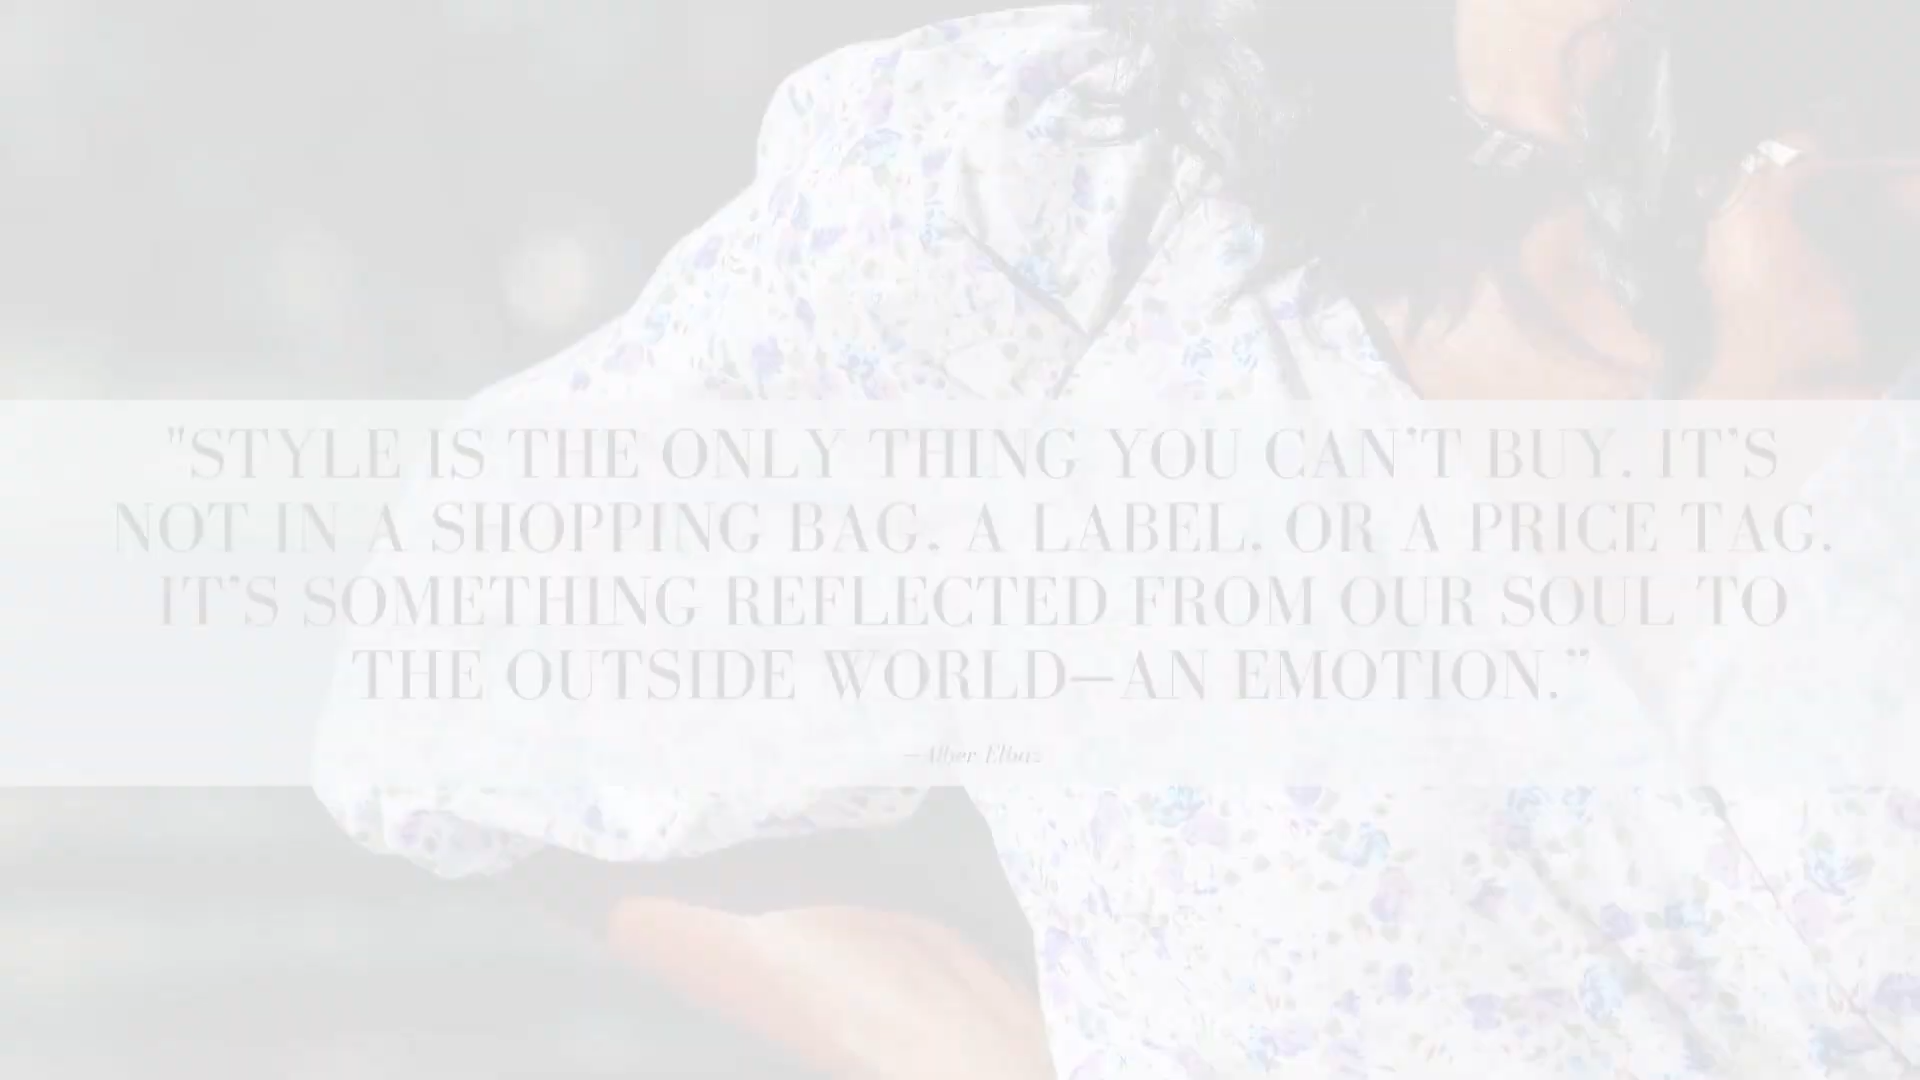 "STYLE IS THE ONLY THING YOU CAN'T BUY. IT'S
NOT IN A SHOPPING BAG, A LABEL, OR A PRICE TAG.
IT'S SOMETHING REFLECTED FROM OUR SOUL TO
THE OUTSIDE WORLD—AN EMOTION."
—Alber Elbaz